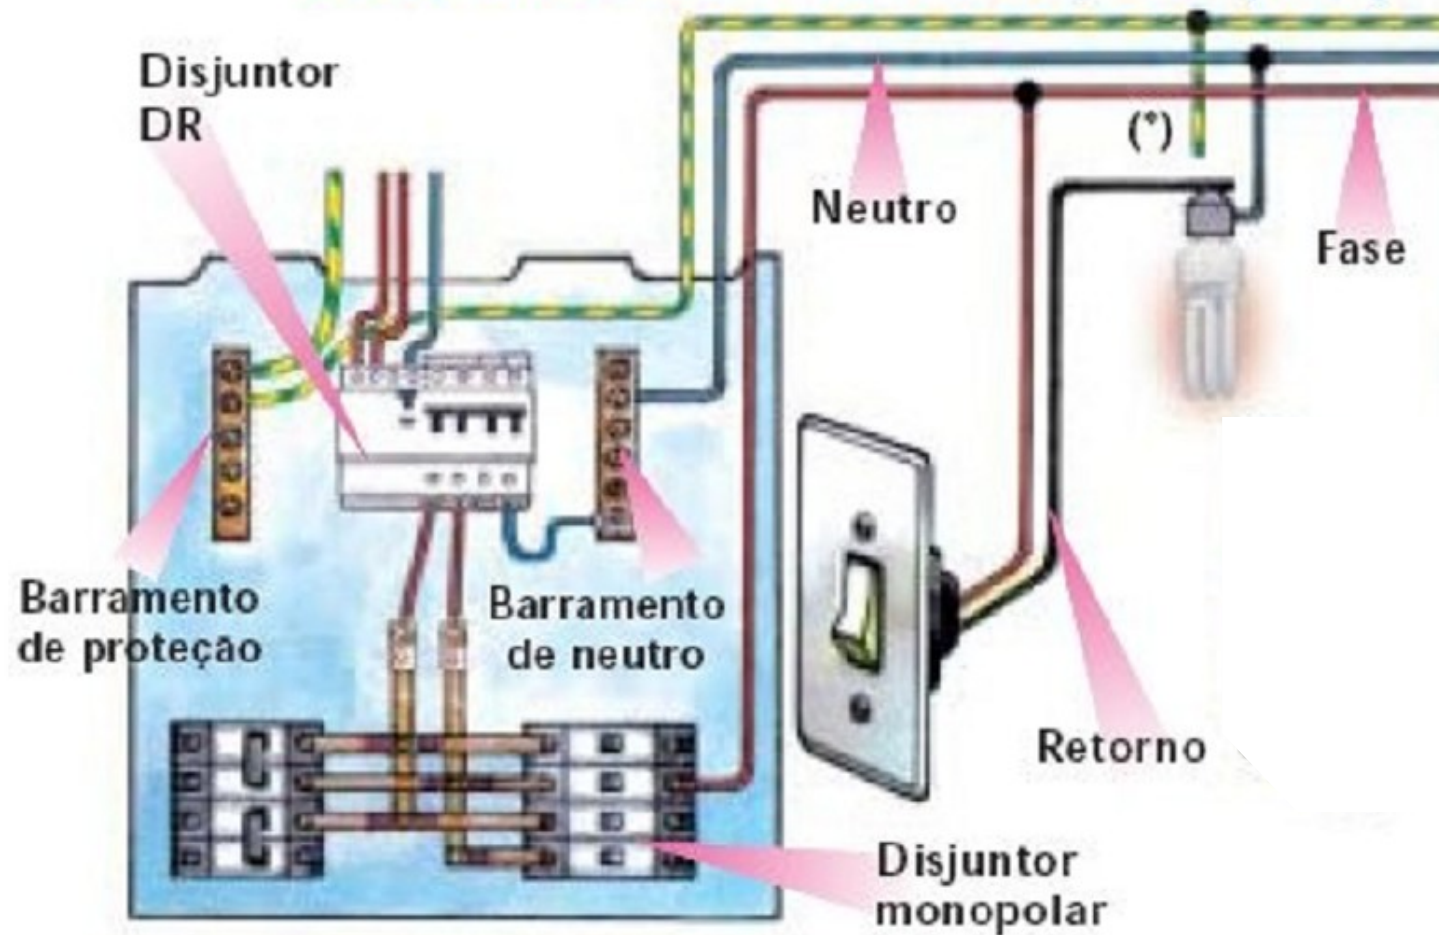 Disjuntor
DR
(*)
Neutro
Fase
Barramento
de proteção
Barramento
de neutro
Retorno
Disjuntor
monopolar